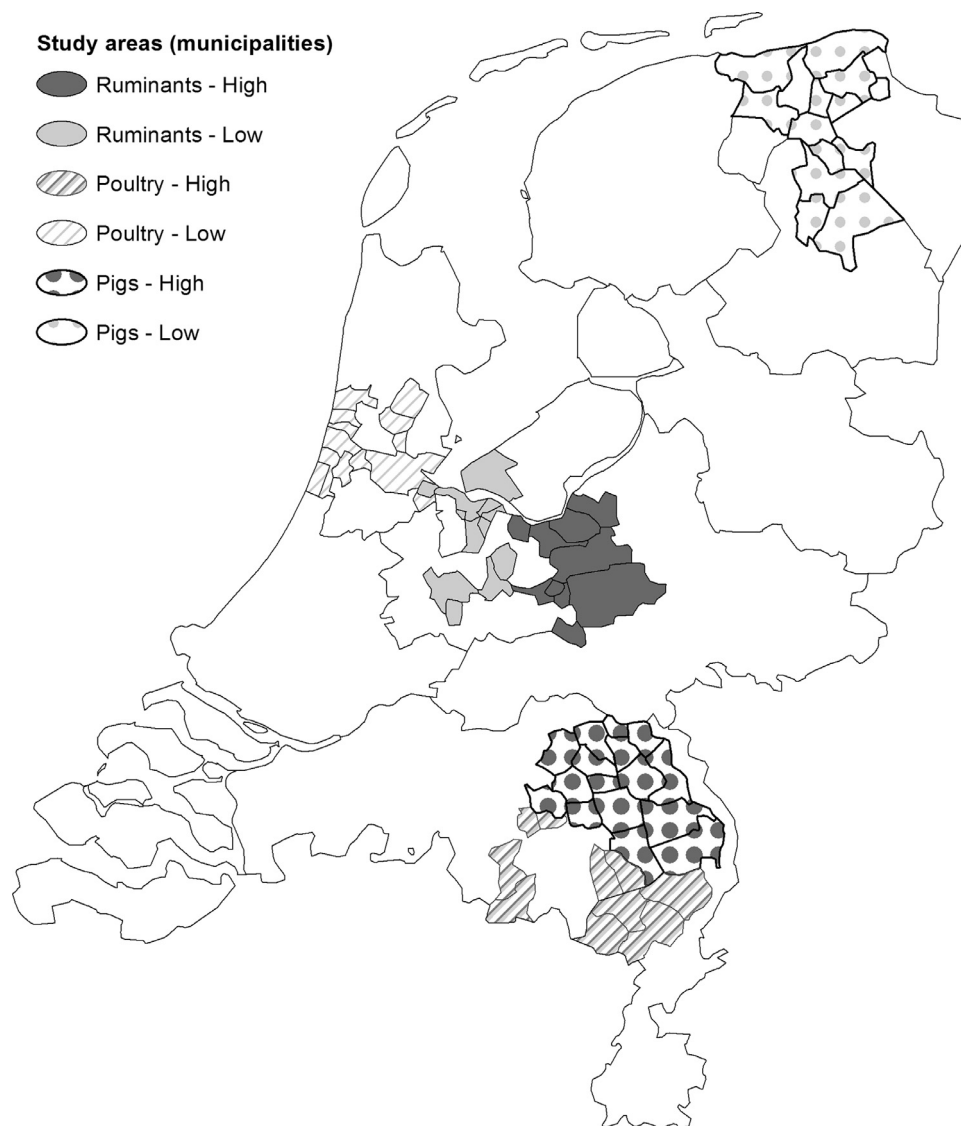 Study areas (municipalities)
Ruminants - High
Ruminants - Low
Poultry - High
Poultry - Low
Pigs - High
Pigs - Low